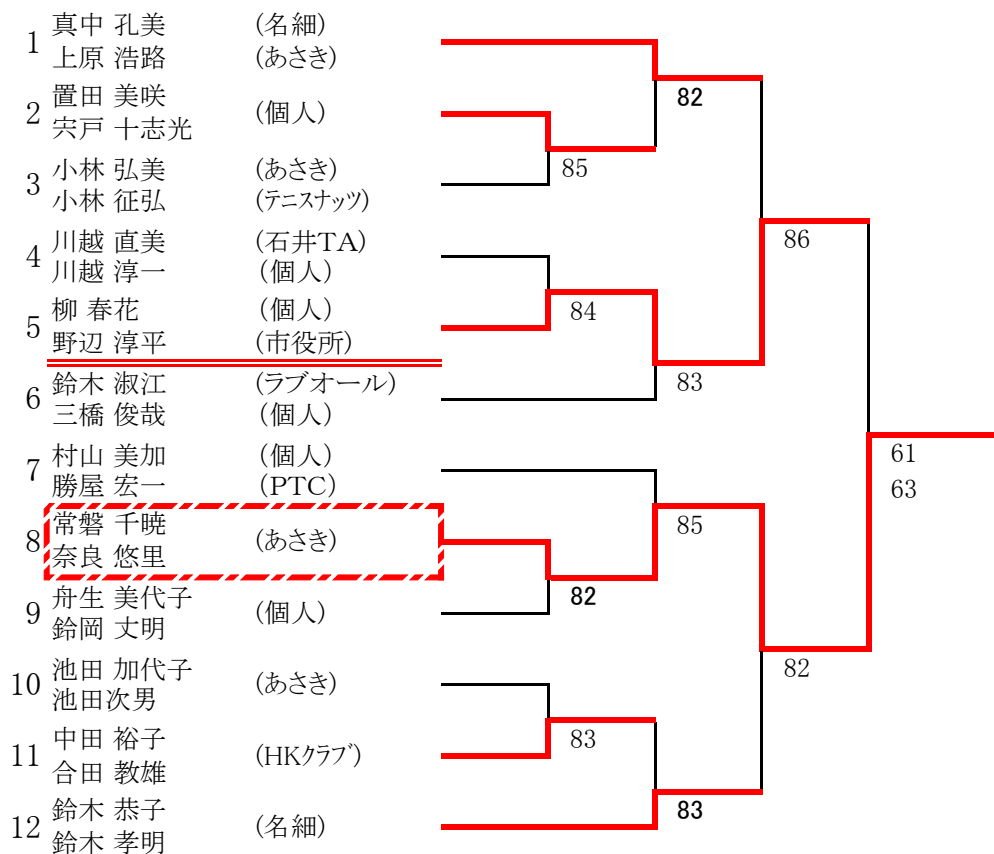 1 真中 孔美 (名細)
上原 浩路 (あさき)
82
2 置田 美咲 (個人)
宍戸 十志光
85
3 小林 弘美 (あさき)
小林 征弘 (テニスナッツ)
86
4 川越 直美 (石井TA)
川越 淳一 (個人)
84
5 柳 春花 (個人)
野辺 淳平 (市役所)
83
6 鈴木 淑江 (ラブオール)
三橋 俊哉 (個人)
61
63
7 村山 美加 (個人)
勝屋 宏一 (PTC)
85
8 常磐 千暁 (あさき)
奈良 悠里
82
9 舟生 美代子 (個人)
鈴岡 丈明
82
10 池田 加代子 (あさき)
池田次男
83
11 中田 裕子 (HKクラブ)
合田 教雄
83
12 鈴木 恭子 (名細)
鈴木 孝明